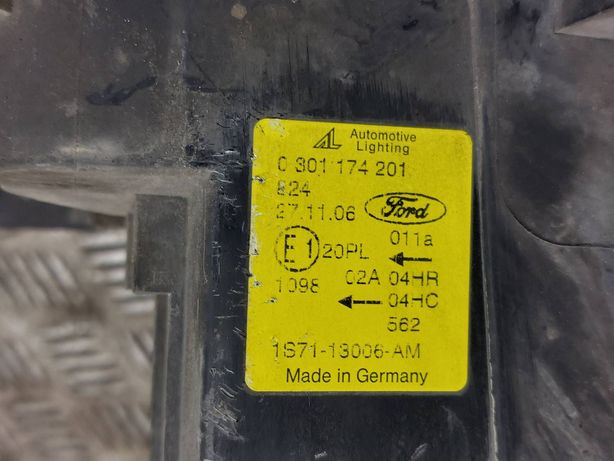 AL Automotive
Lighting
0 301 174 201
824
27.11.06 Ford
E1 20PL 011a
02A 04HR
1098 04HC
562
1S71-13006-AM
Made in Germany